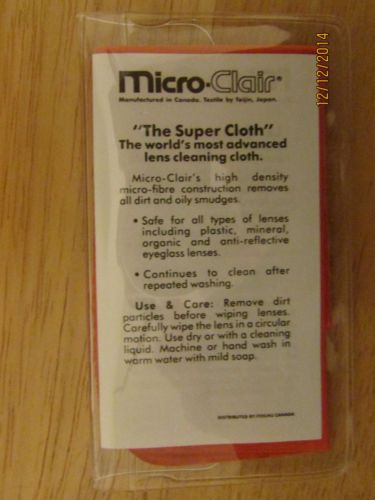 Micro-Clair®
Manufactured in Canada. Textile by Teijin, Japan.
"The Super Cloth"
The world's most advanced
lens cleaning cloth.
Micro-Clair's high density
micro-fibre construction removes
all dirt and oily smudges.
• Safe for all types of lenses
including plastic, mineral,
organic and anti-reflective
eyeglass lenses.
• Continues to clean after
repeated washing.
Use & Care: Remove dirt
particles before wiping lenses.
Carefully wipe the lens in a circular
motion. Use dry or with a cleaning
liquid. Machine or hand wash in
warm water with mild soap.
DISTRIBUTED BY ITOCHU CANADA
12/12/2014